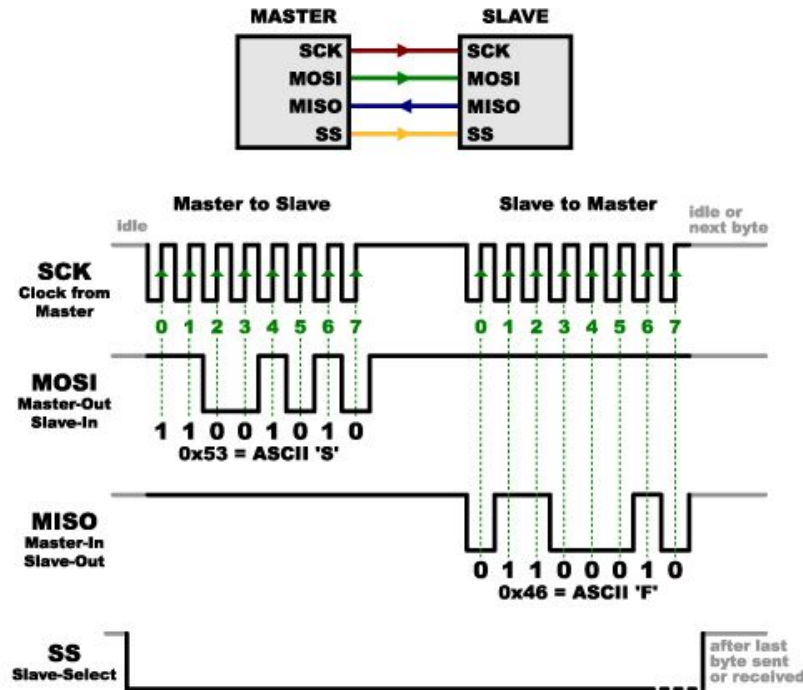 MASTER SLAVE
SCK SCK
MOSI MOSI
MISO MISO
SS SS
Master to Slave Slave to Master
idle
idle or
next byte
SCK
Clock from
Master
0 1 2 3 4 5 6 7 0 1 2 3 4 5 6 7
MOSI
Master-Out
Slave-In
1 1 0 0 1 0 1 0
0x53 = ASCII 'S'
MISO
Master-In
Slave-Out
0 1 1 0 0 0 1 0
0x46 = ASCII 'F'
SS
Slave-Select
after last
byte sent
or received